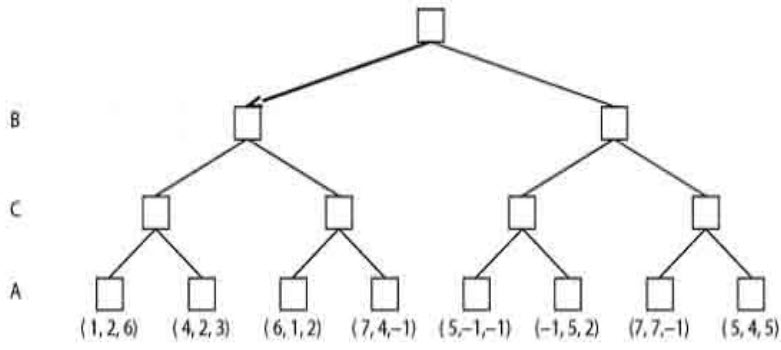 B
C
A
( 1, 2, 6) ( 4, 2, 3) ( 6, 1, 2) ( 7, 4,−1) ( 5,−1,−1) (−1, 5, 2) (7, 7,−1) ( 5, 4, 5)